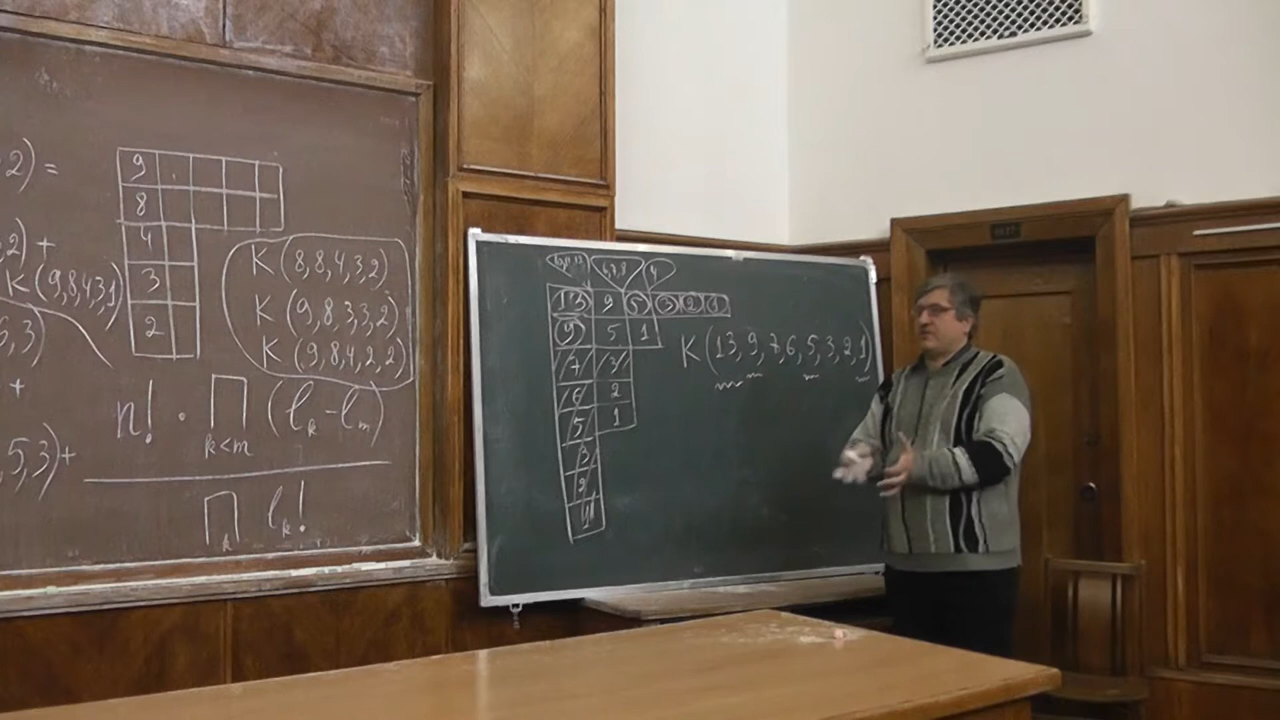 2) =
2) +
K(9,8,4,3,1)
6,3)
+
,5,3)+
9
8
4
3
2
K(8,8,4,3,2)
K(9,8,3,3,2)
K(9,8,4,2,2)
n! · ∏ (ℓₖ-ℓₘ)
k<m
∏ ℓₖ!
k
4
13 9 5 3 2 1
9 5 1
7 3
6 2
5 1
3
2
1
K(13,9,7,6,5,3,2,1)